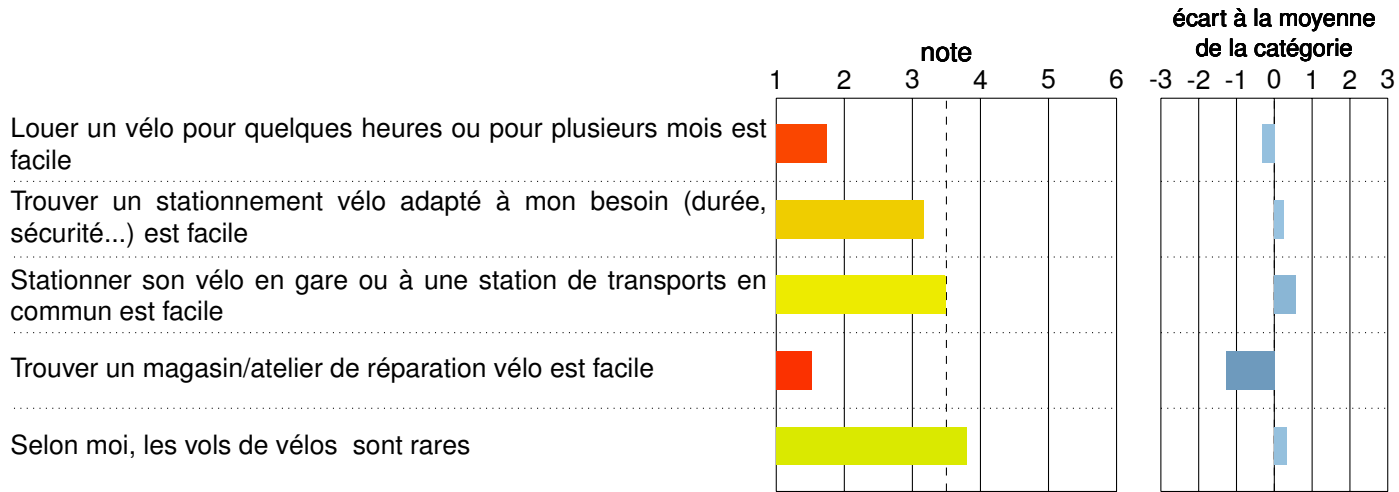 écart à la moyenne
note de la catégorie
1 2 3 4 5 6 -3 -2 -1 0 1 2 3
Louer un vélo pour quelques heures ou pour plusieurs mois est
facile
Trouver un stationnement vélo adapté à mon besoin (durée,
sécurité...) est facile
Stationner son vélo en gare ou à une station de transports en
commun est facile
Trouver un magasin/atelier de réparation vélo est facile
Selon moi, les vols de vélos sont rares